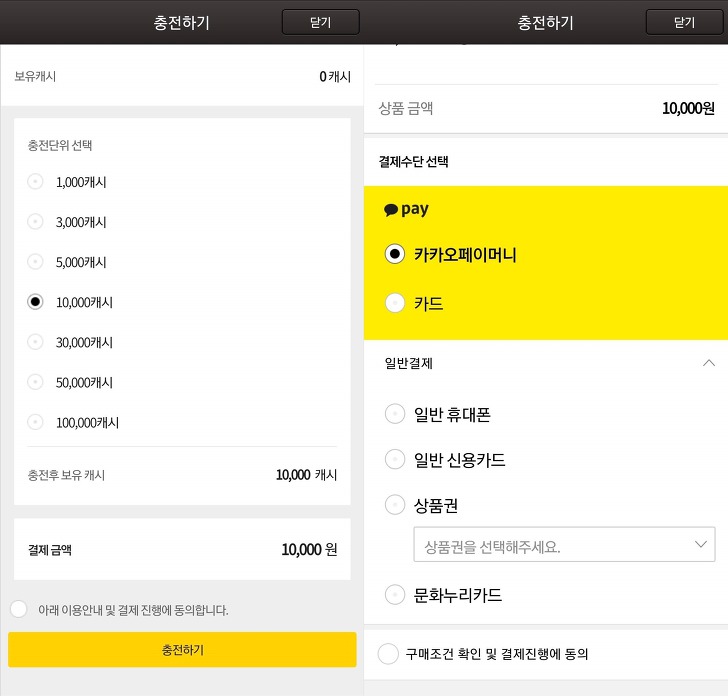 충전하기
닫기
보유캐시
0 캐시
충전단위 선택
1,000캐시
3,000캐시
5,000캐시
10,000캐시
30,000캐시
50,000캐시
100,000캐시
충전후 보유 캐시
10,000 캐시
결제 금액
10,000 원
아래 이용안내 및 결제 진행에 동의합니다.
충전하기
충전하기
닫기
상품 금액
10,000원
결제수단 선택
pay
카카오페이머니
카드
일반결제
일반 휴대폰
일반 신용카드
상품권
상품권을 선택해주세요.
문화누리카드
구매조건 확인 및 결제진행에 동의